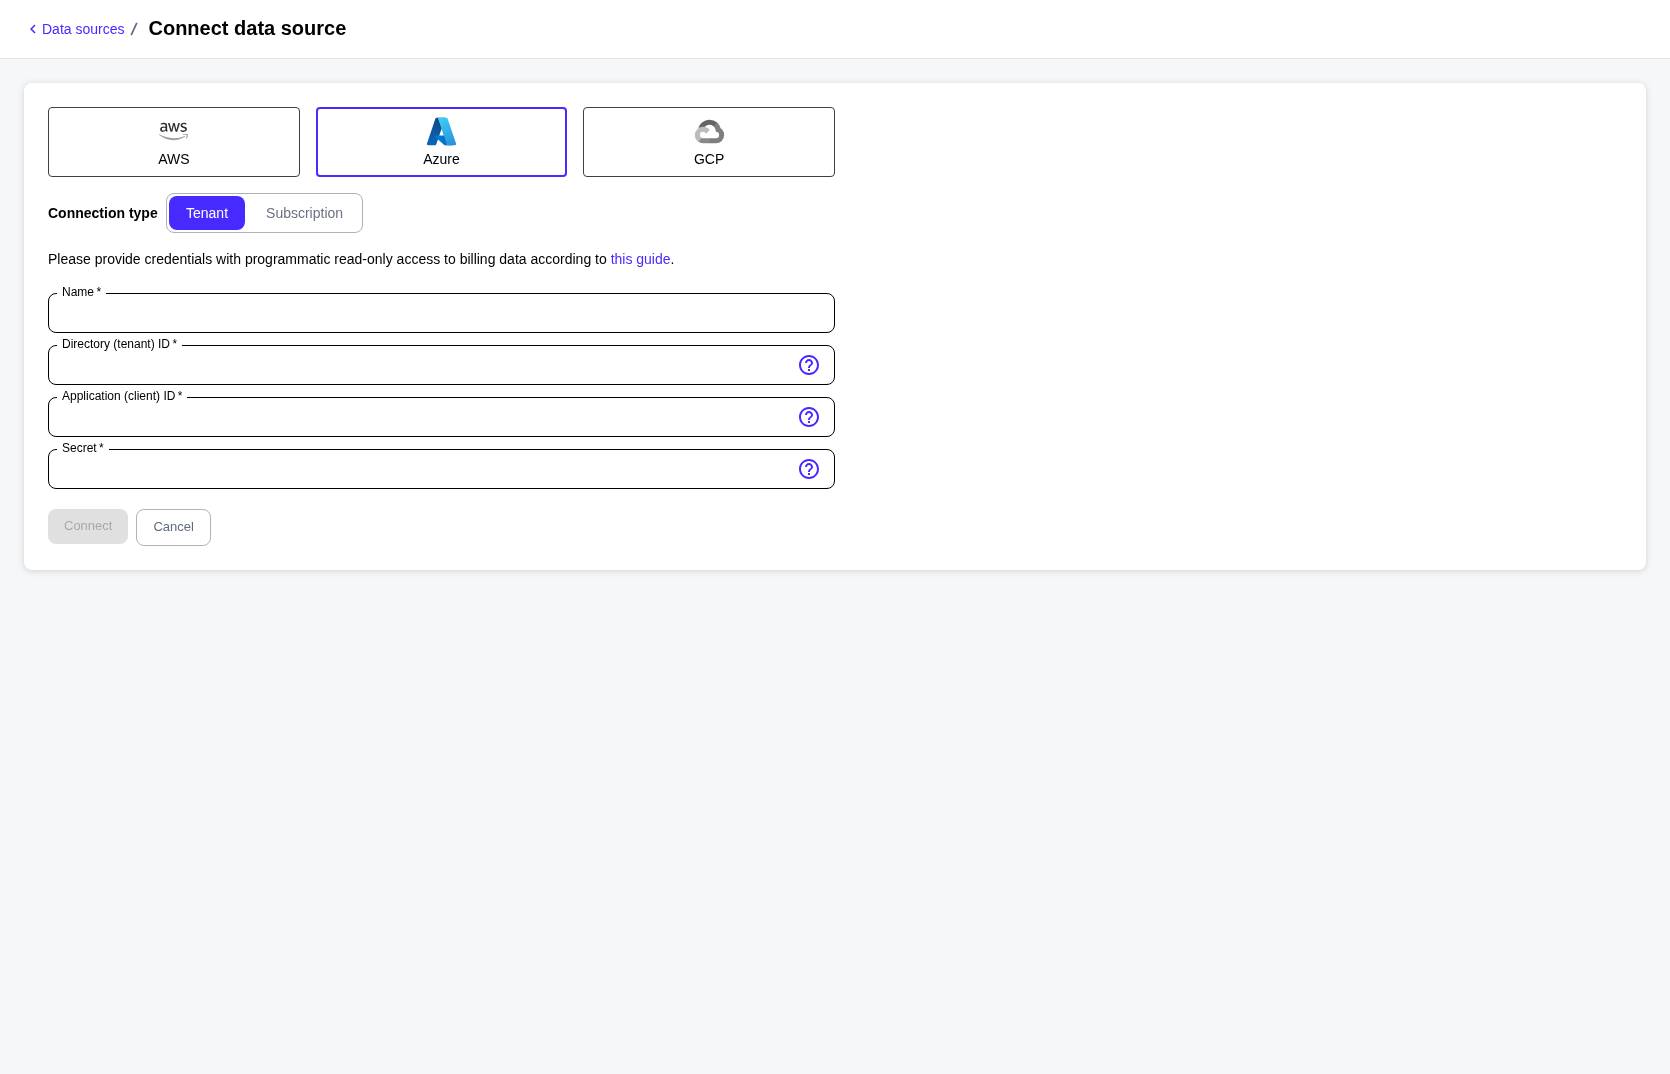 Data sources / Connect data source
aws
AWS
Azure
GCP
Connection type Tenant Subscription
Please provide credentials with programmatic read-only access to billing data according to this guide.
Name *
Directory (tenant) ID *
Application (client) ID *
Secret *
Connect Cancel